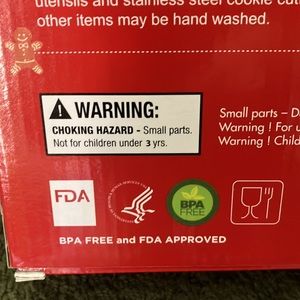 utensils and stainless steel cookie
other items may be hand washed.
WARNING:
CHOKING HAZARD - Small parts.
Not for children under 3 yrs.
Small parts – D
Warning ! For u
Warning ! Child
FDA
BPA
FREE
BPA FREE and FDA APPROVED